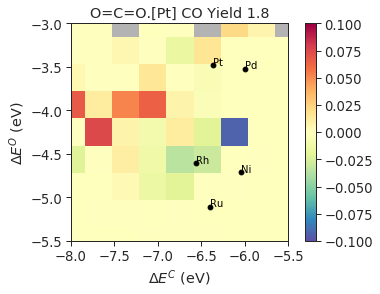 O=C=O.[Pt] CO Yield 1.8
−3.0
−3.5
−4.0
−4.5
−5.0
−5.5
ΔE^O (eV)
Pt
Pd
Rh
Ni
Ru
−8.0 −7.5 −7.0 −6.5 −6.0 −5.5
ΔE^C (eV)
0.100
0.075
0.050
0.025
0.000
−0.025
−0.050
−0.075
−0.100